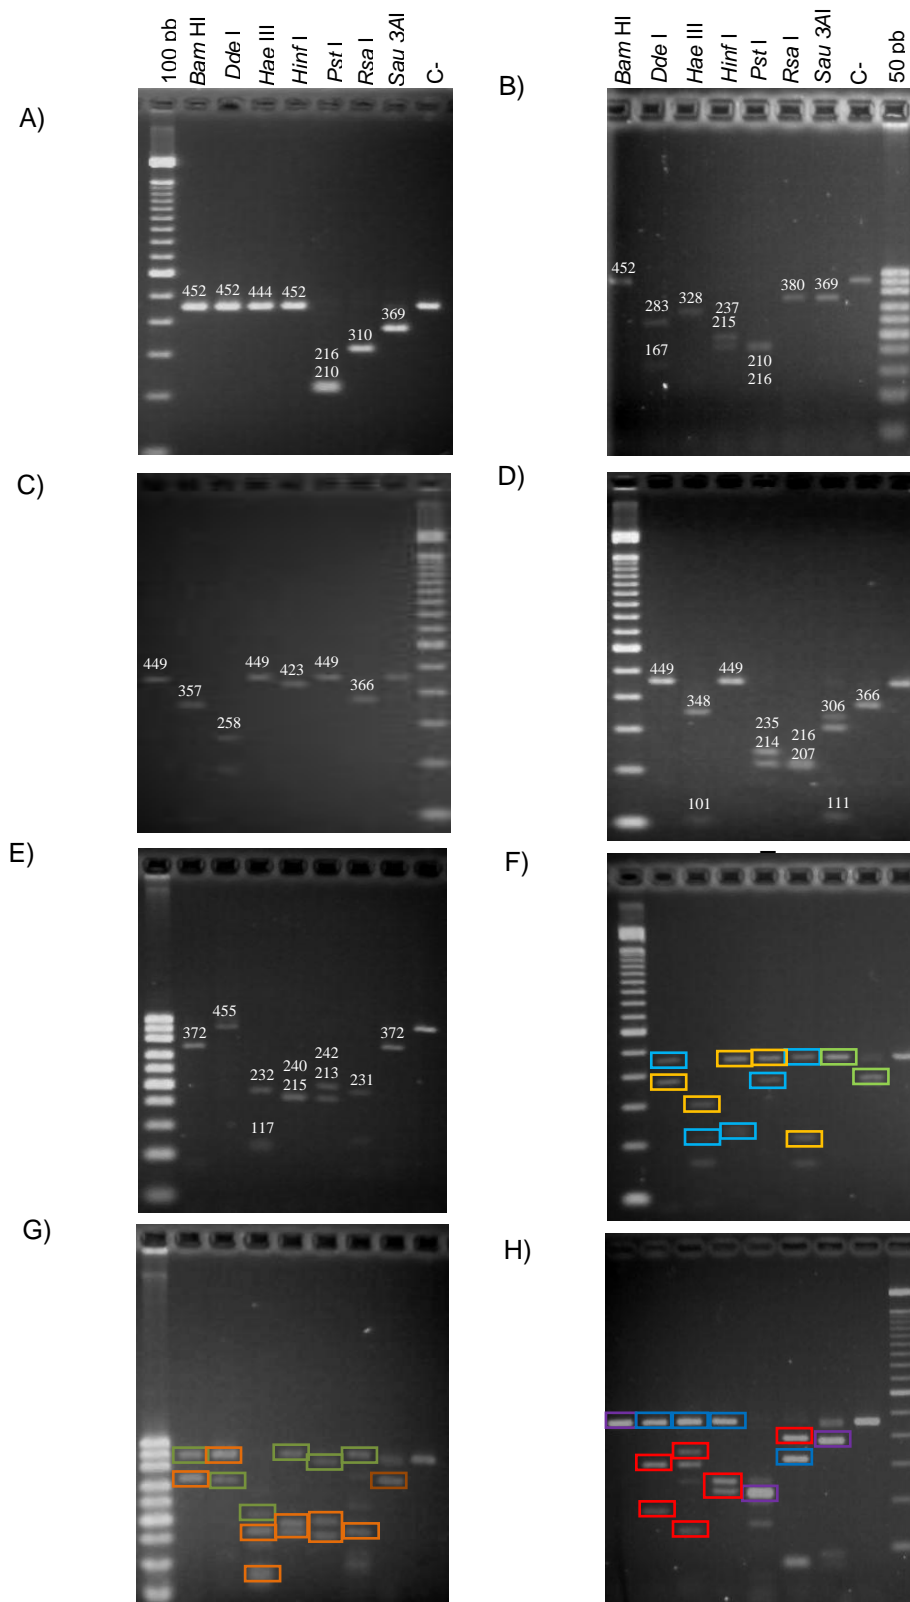 100 pb
Bam HI
Dde I
Hae III
Hinf I
Pst I
Rsa I
Sau 3AI
C-
Bam HI
Dde I
Hae III
Hinf I
Pst I
Rsa I
Sau 3AI
C-
50 pb
A)
452 452 444 452
369
310
216
210
B)
452
380 369
328
283
237
215
167
210
216
C)
449
449
449
423
357
366
258
D)
449
449
348
306
366
235
214
216
207
101
111
E)
455
372
372
242
240
232
213
231
215
117
F)
G)
H)